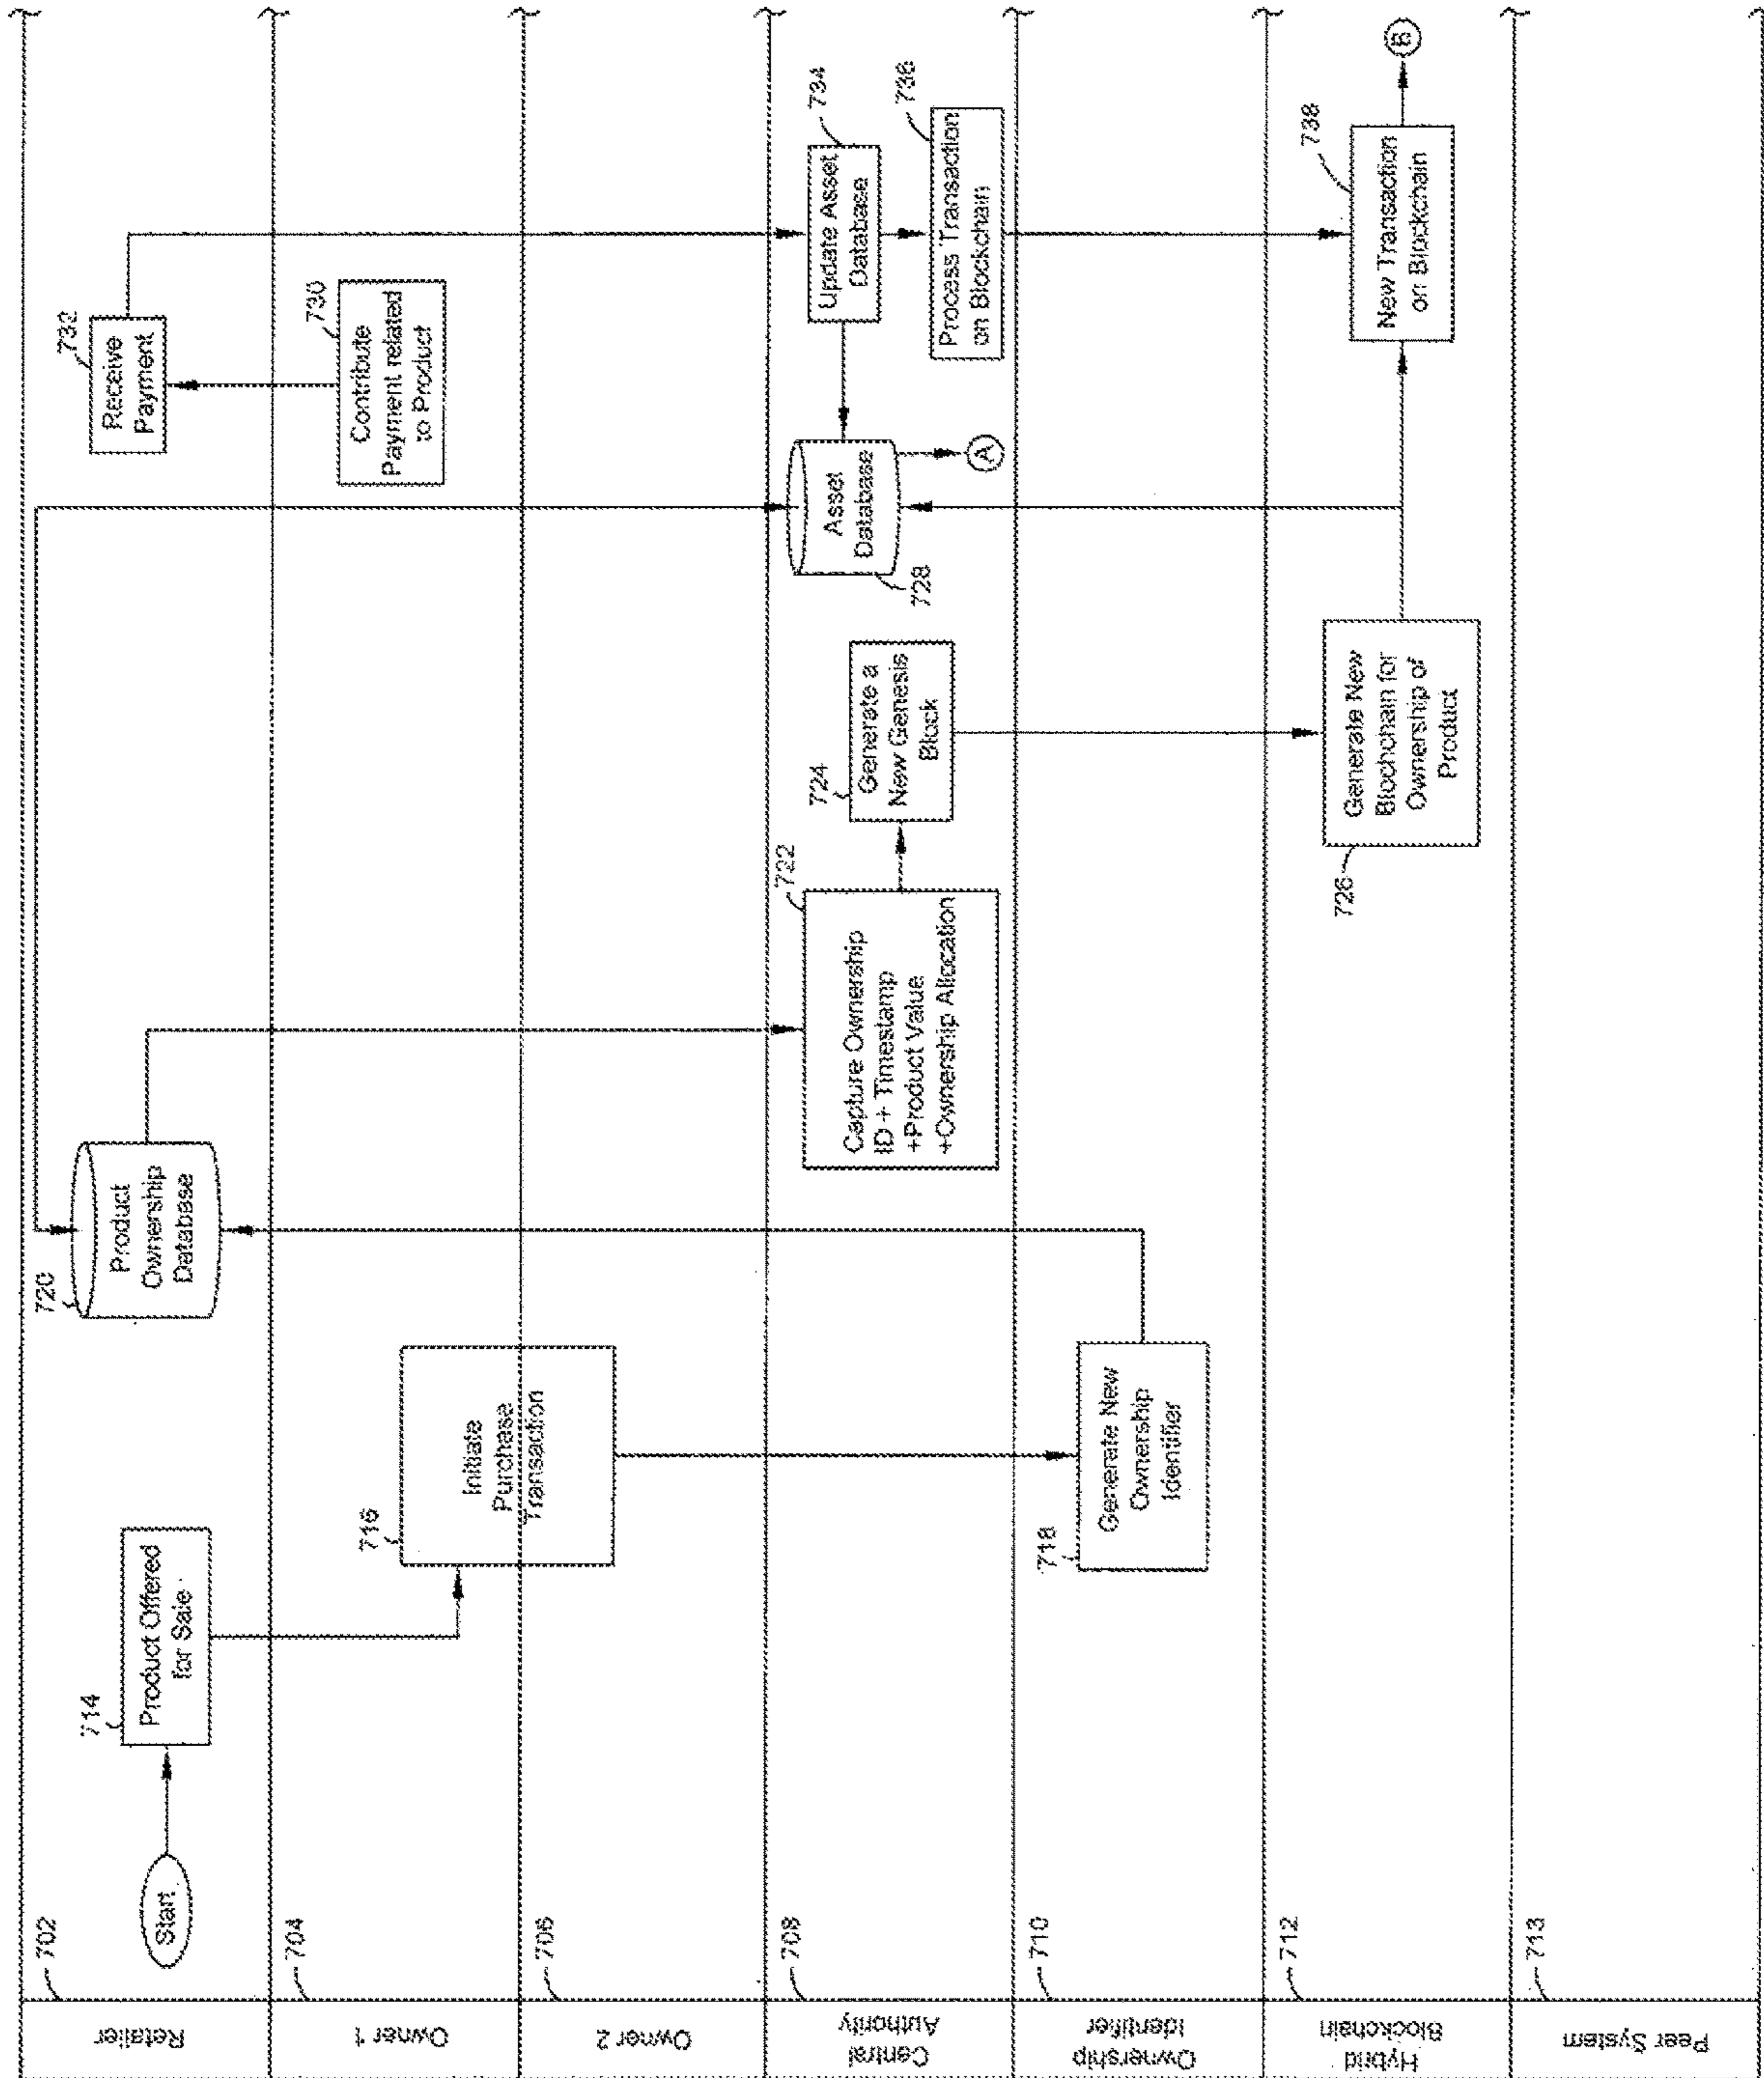 Retailer
Owner 1
Owner 2
Central
Authority
Ownership
Identifier
Hybrid
Blockchain
Peer System
702
704
706
708
710
712
713
Start
714
Product Offered
for Sale
716
Initiate
Purchase
Transaction
718
Generate New
Ownership
Identifier
720
Product
Ownership
Database
722
Capture Ownership
ID + Timestamp
+Product Value
+Ownership Allocation
724
Generate a
New Genesis
Block
726
Generate New
Blochchain for
Ownership of
Product
728
Asset
Database
A
730
Contribute
Payment related
to Product
732
Receive
Payment
734
Update Asset
Database
736
Process Transaction
on Blockchain
738
New Transaction
on Blockchain
B